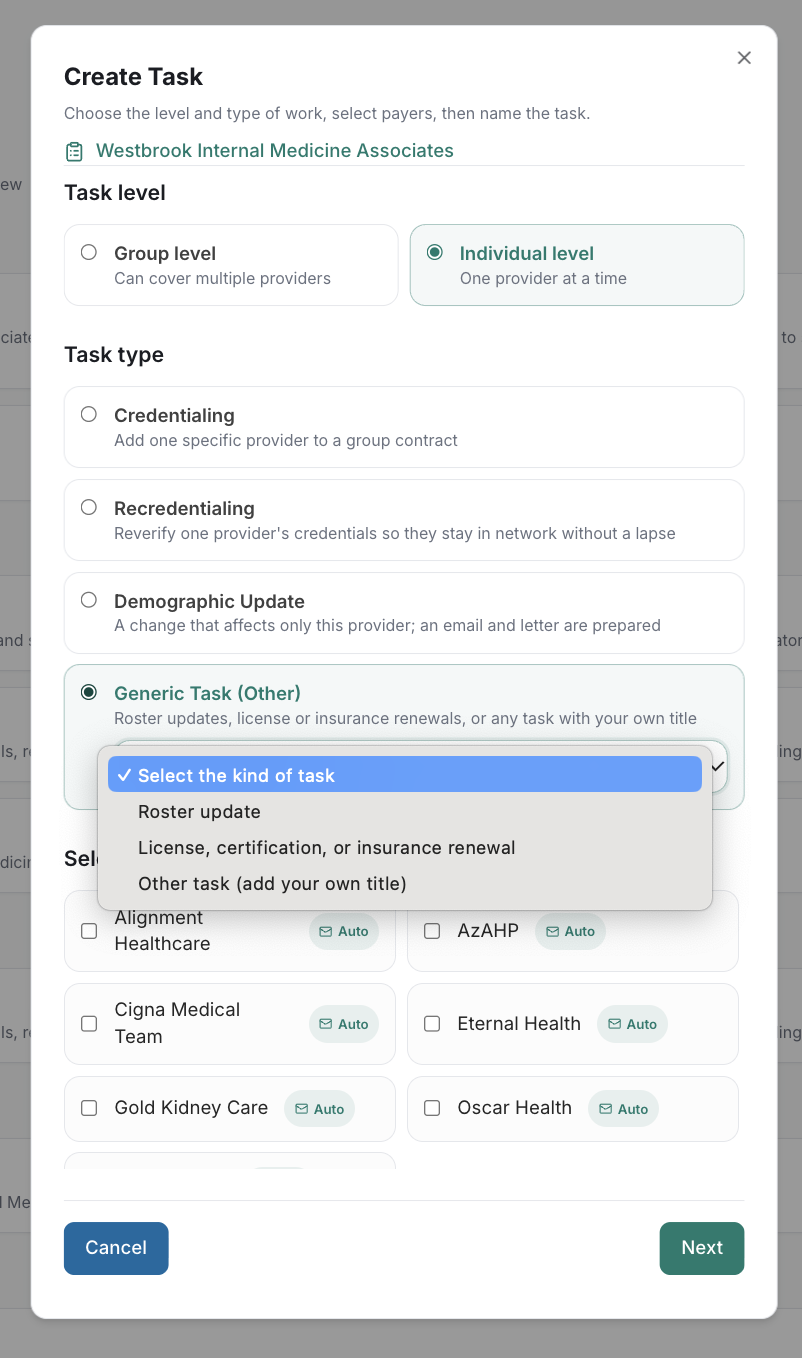 Create Task
Choose the level and type of work, select payers, then name the task.
Westbrook Internal Medicine Associates
ew
Task level
Group level
Can cover multiple providers
Individual level
One provider at a time
to
Task type
Credentialing
Add one specific provider to a group contract
Recredentialing
Reverify one provider's credentials so they stay in network without a lapse
Demographic Update
A change that affects only this provider; an email and letter are prepared
and
Generic Task (Other)
Roster updates, license or insurance renewals, or any task with your own title
Select the kind of task
Roster update
License, certification, or insurance renewal
Other task (add your own title)
Alignment
Healthcare
Auto
AzAHP
Auto
Cigna Medical
Team
Auto
Eternal Health
Auto
ing
Gold Kidney Care
Auto
Oscar Health
Auto
Cancel
Next